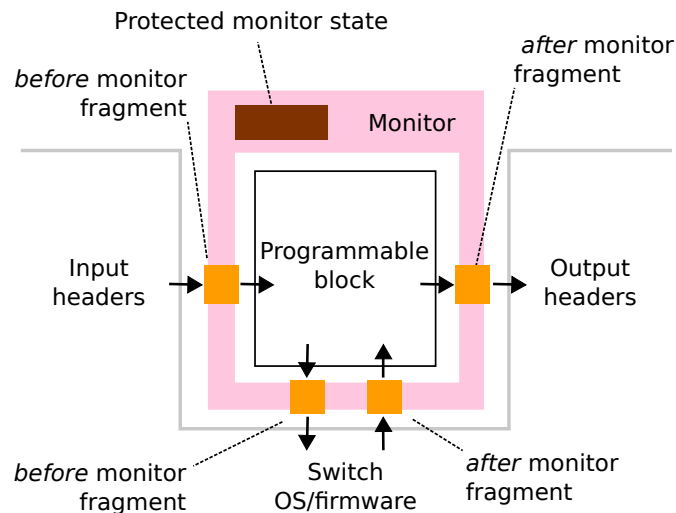 Protected monitor state
before monitor
fragment
after monitor
fragment
Monitor
Input
headers
Programmable
block
Output
headers
before monitor
fragment
Switch
OS/firmware
after monitor
fragment